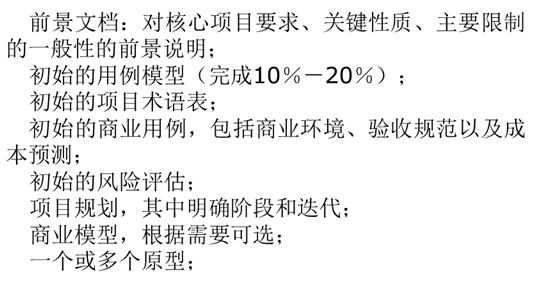 前景文档：对核心项目要求、关键性质、主要限制
的一般性的前景说明；
初始的用例模型（完成10％－20％）；
初始的项目术语表；
初始的商业用例，包括商业环境、验收规范以及成
本预测；
初始的风险评估；
项目规划，其中明确阶段和迭代；
商业模型，根据需要可选；
一个或多个原型；